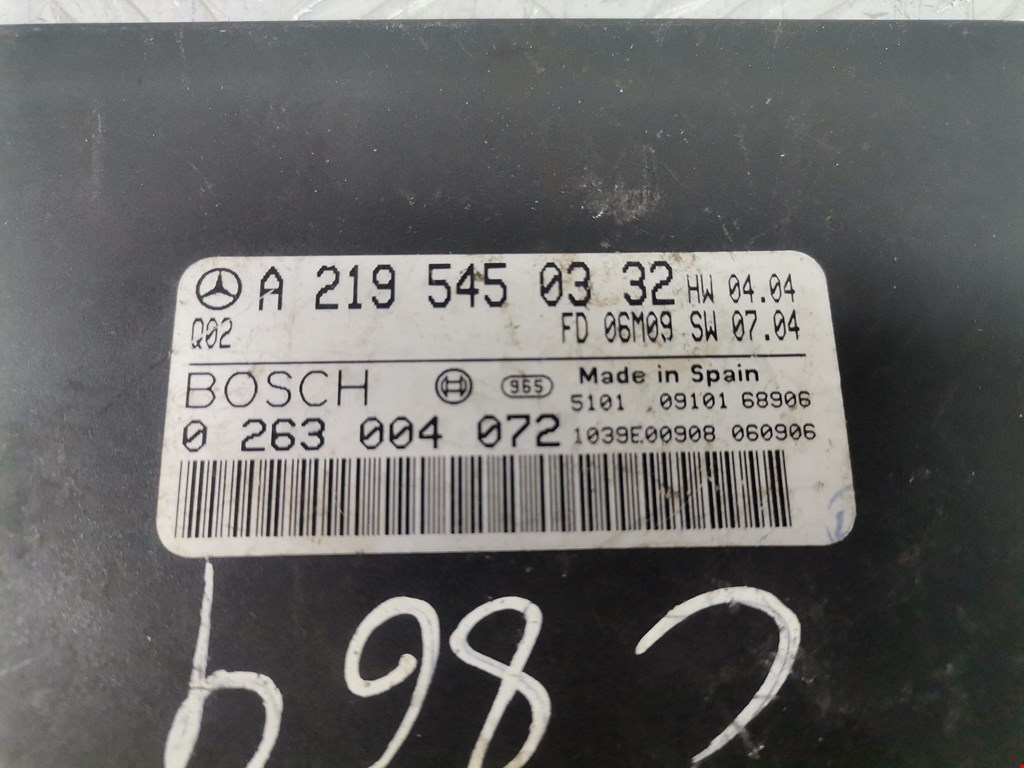 A 219 545 03 32 HW 04.04
Q02 FD 06M09 SW 07.04
BOSCH 965 Made in Spain
5101 09101 68906
0 263 004 072 1039E00908 060906